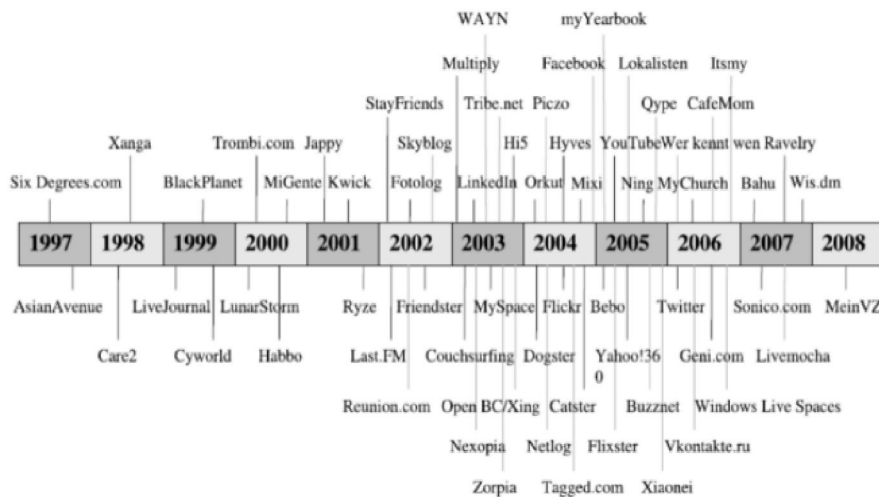 WAYN myYearbook
Multiply Facebook Lokalisten Itsmy
StayFriends Tribe.net Piczo Qype CafeMom
Xanga Trombi.com Jappy Skyblog Hi5 Hyves YouTube Wer kennt wen Ravelry
Six Degrees.com BlackPlanet MiGente Kwick Fotolog LinkedIn Orkut Mixi Ning MyChurch Bahu Wis.dm
1997 1998 1999 2000 2001 2002 2003 2004 2005 2006 2007 2008
AsianAvenue LiveJournal LunarStorm Ryze Friendster MySpace Flickr Bebo Twitter Sonico.com MeinVZ
Care2 Cyworld Habbo Last.FM Couchsurfing Dogster Yahoo!36 Geni.com Livemocha
0
Reunion.com Open BC/Xing Catster Buzznet Windows Live Spaces
Nexopia Netlog Flixster Vkontakte.ru
Zorpia Tagged.com Xiaonei